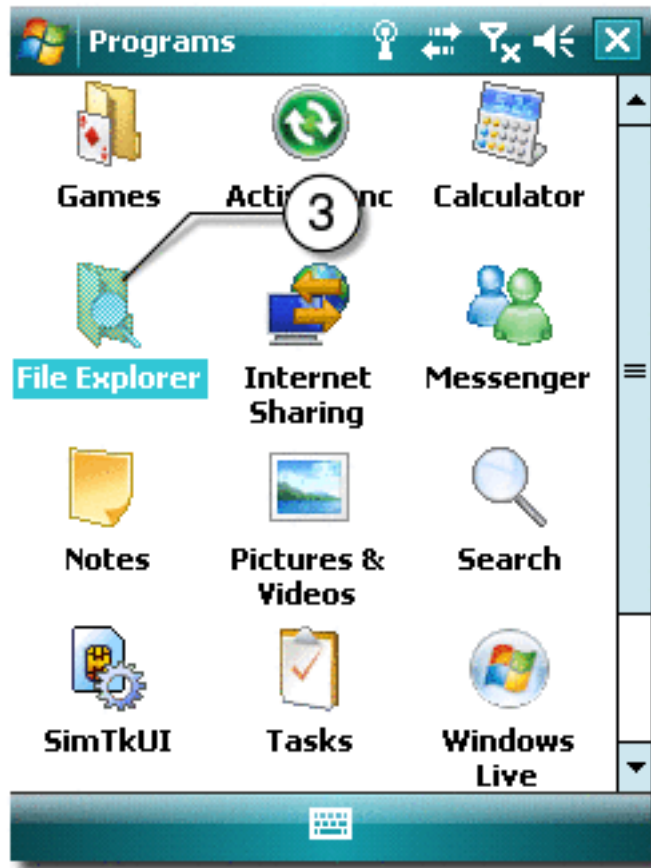 Programs
Games
Calculator
3
File Explorer
Internet
Sharing
Messenger
Notes
Pictures &
Videos
Search
SimTkUI
Tasks
Windows
Live